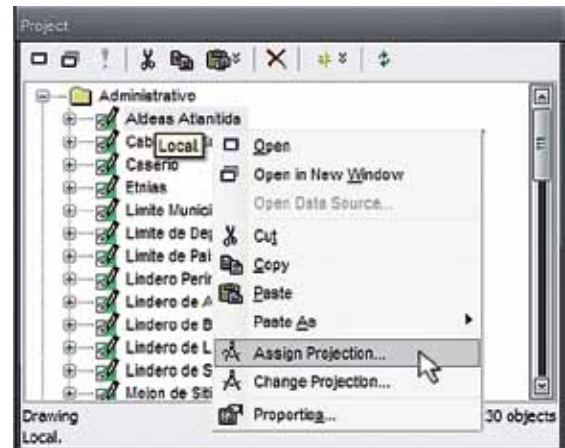 Project
Administrativo
Aldeas Atlantida
Cab
Local
Caserio
Etnias
Limite Munici
Limite de Dep
Limite de Pai
Lindero Perir
Lindero de A
Lindero de B
Lindero de L
Lindero de S
Mojon de Siti
Open
Open in New Window
Open Data Source...
Cut
Copy
Paste
Paste As
Assign Projection...
Change Projection...
Properties...
Drawing
30 objects
Local.